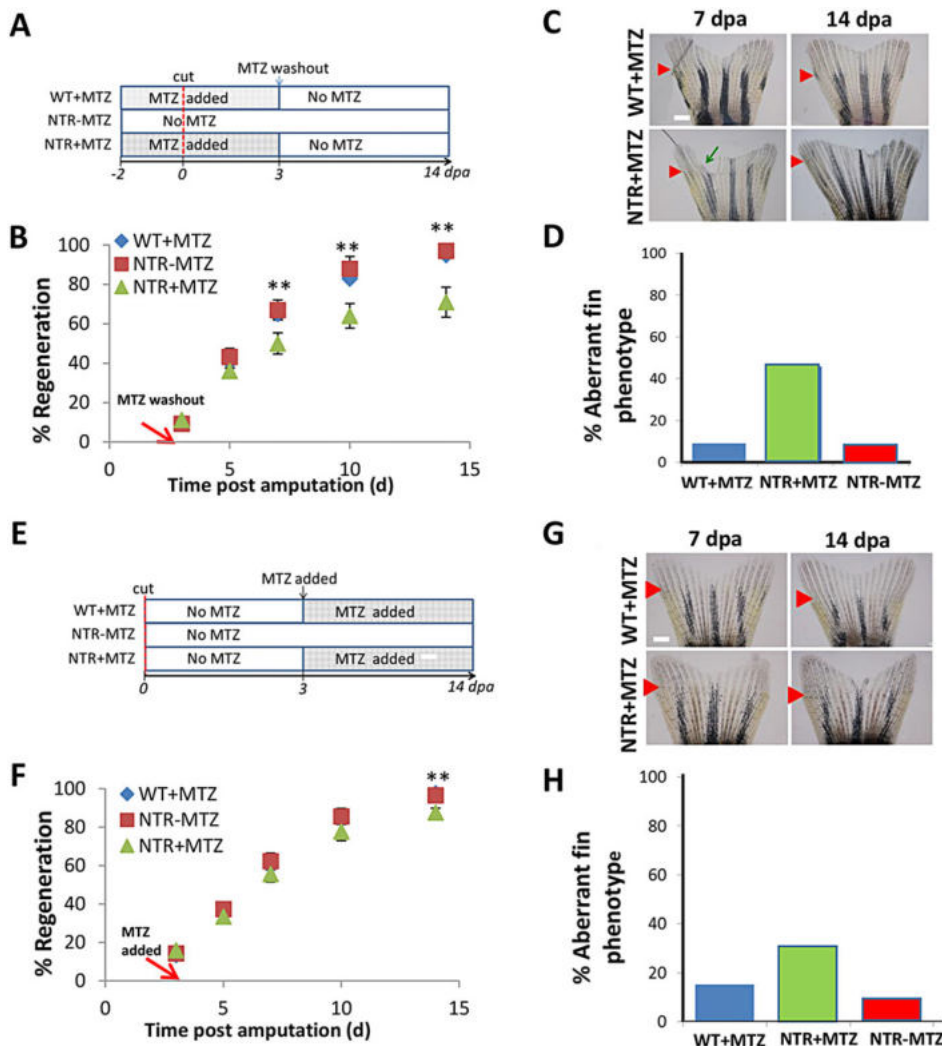 A
cut
MTZ washout
WT+MTZ
MTZ added
No MTZ
NTR-MTZ
No MTZ
NTR+MTZ
MTZ added
No MTZ
-2
0
3
14 dpa
B
WT+MTZ
NTR-MTZ
NTR+MTZ
**
**
**
% Regeneration
100
80
60
40
20
0
MTZ washout
0
5
10
15
Time post amputation (d)
C
7 dpa
14 dpa
WT+MTZ
NTR+MTZ
D
% Aberrant fin
phenotype
100
80
60
40
20
0
WT+MTZ
NTR+MTZ
NTR-MTZ
E
cut
MTZ added
WT+MTZ
No MTZ
MTZ added
NTR-MTZ
No MTZ
NTR+MTZ
No MTZ
MTZ added
0
3
14 dpa
F
WT+MTZ
NTR-MTZ
NTR+MTZ
**
% Regeneration
100
80
60
40
20
0
MTZ
added
0
5
10
15
Time post amputation (d)
G
7 dpa
14 dpa
WT+MTZ
NTR+MTZ
H
% Aberrant fin
phenotype
100
80
60
40
20
0
WT+MTZ
NTR+MTZ
NTR-MTZ